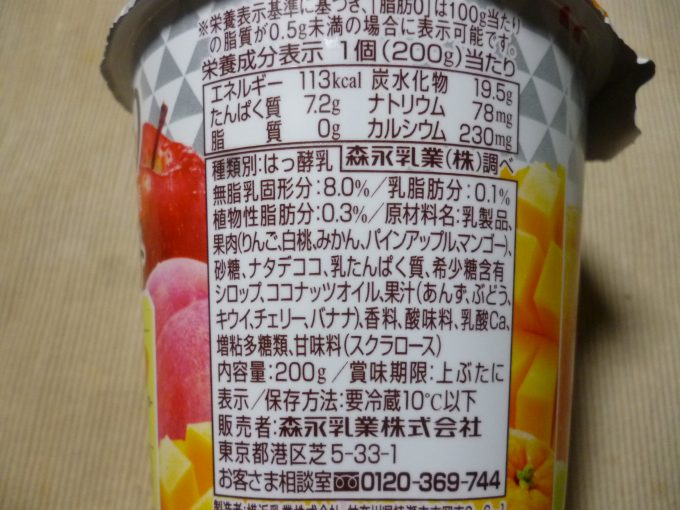 ※栄養表示基準に基づき、「脂肪0」は100g当たり
の脂質が0.5g未満の場合に表示可能です。
栄養成分表示 1個(200g)当たり
エネルギー 113kcal 炭水化物 19.5g
たんぱく質 7.2g ナトリウム 78mg
脂質 0g カルシウム 230mg
種類別:はっ酵乳 森永乳業(株)調べ
無脂乳固形分:8.0%/乳脂肪分:0.1%
植物性脂肪分:0.3%/原材料名:乳製品、
果肉(りんご、白桃、みかん、パインアップル、マンゴー)、
砂糖、ナタデココ、乳たんぱく質、希少糖含有
シロップ、ココナッツオイル、果汁(あんず、ぶどう、
キウイ、チェリー、バナナ)、香料、酸味料、乳酸Ca、
増粘多糖類、甘味料(スクラロース)
内容量:200g/賞味期限:上ぶたに
表示/保存方法:要冷蔵10℃以下
販売者:森永乳業株式会社
東京都港区芝5-33-1
お客さま相談室 0120-369-744
製造者:横浜乳業株式会社